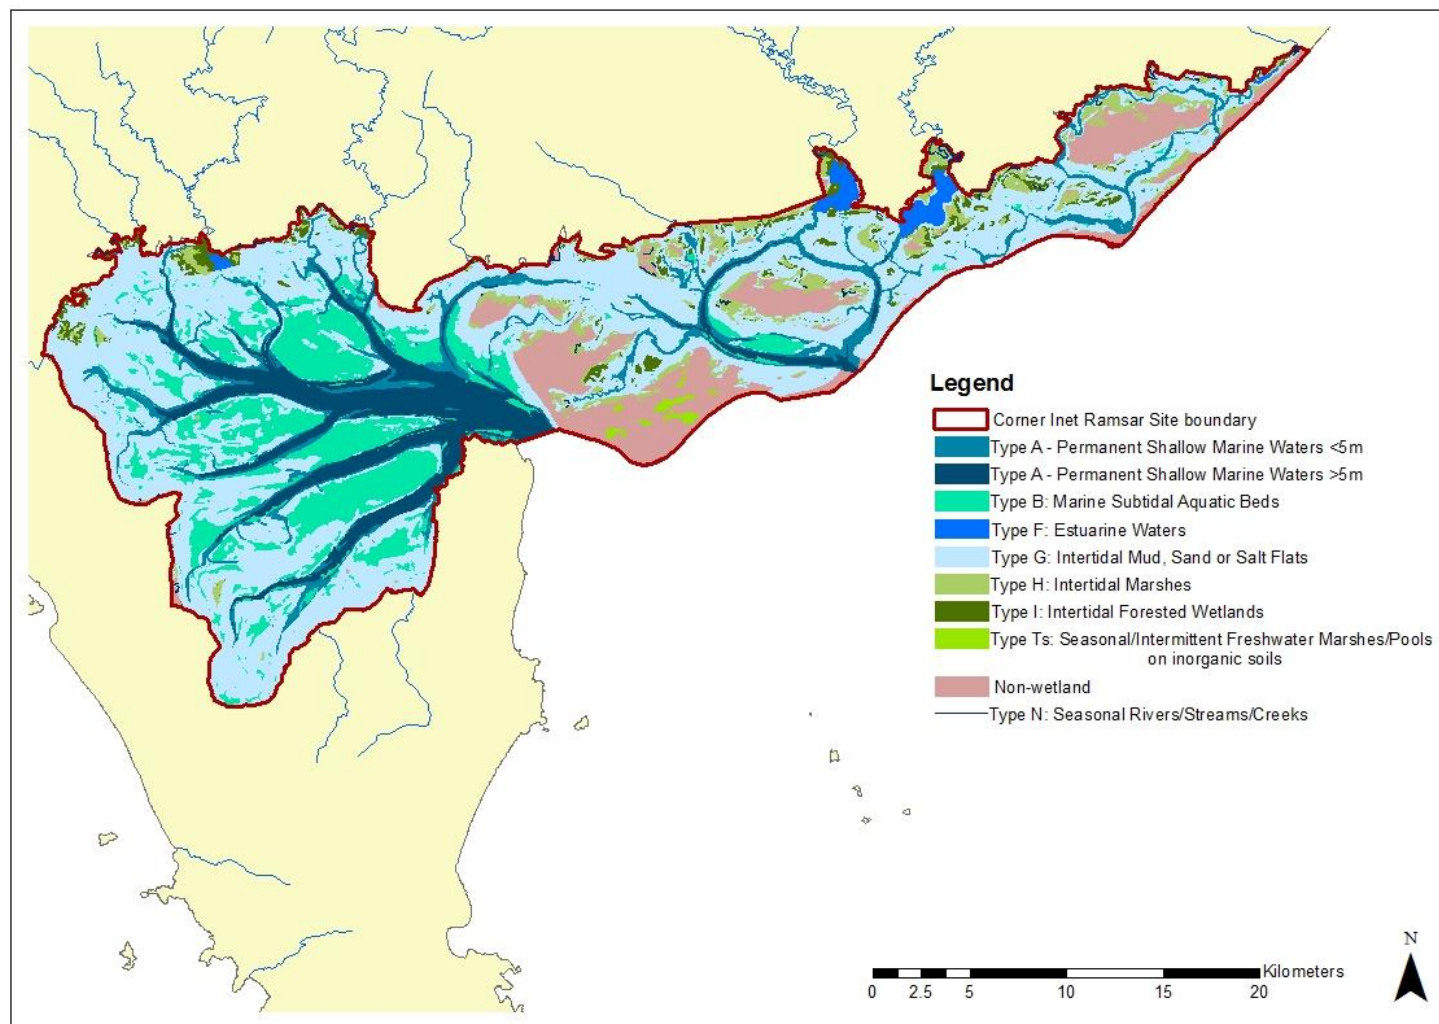 Legend
Corner Inet Ramsar Site boundary
Type A - Permanent Shallow Marine Waters <5m
Type A - Permanent Shallow Marine Waters >5m
Type B: Marine Subtidal Aquatic Beds
Type F: Estuarine Waters
Type G: Intertidal Mud, Sand or Salt Flats
Type H: Intertidal Marshes
Type I: Intertidal Forested Wetlands
Type Ts: Seasonal/Intermittent Freshwater Marshes/Pools
on inorganic soils
Non-wetland
Type N: Seasonal Rivers/Streams/Creeks
N
Kilometers
0 2.5 5 10 15 20